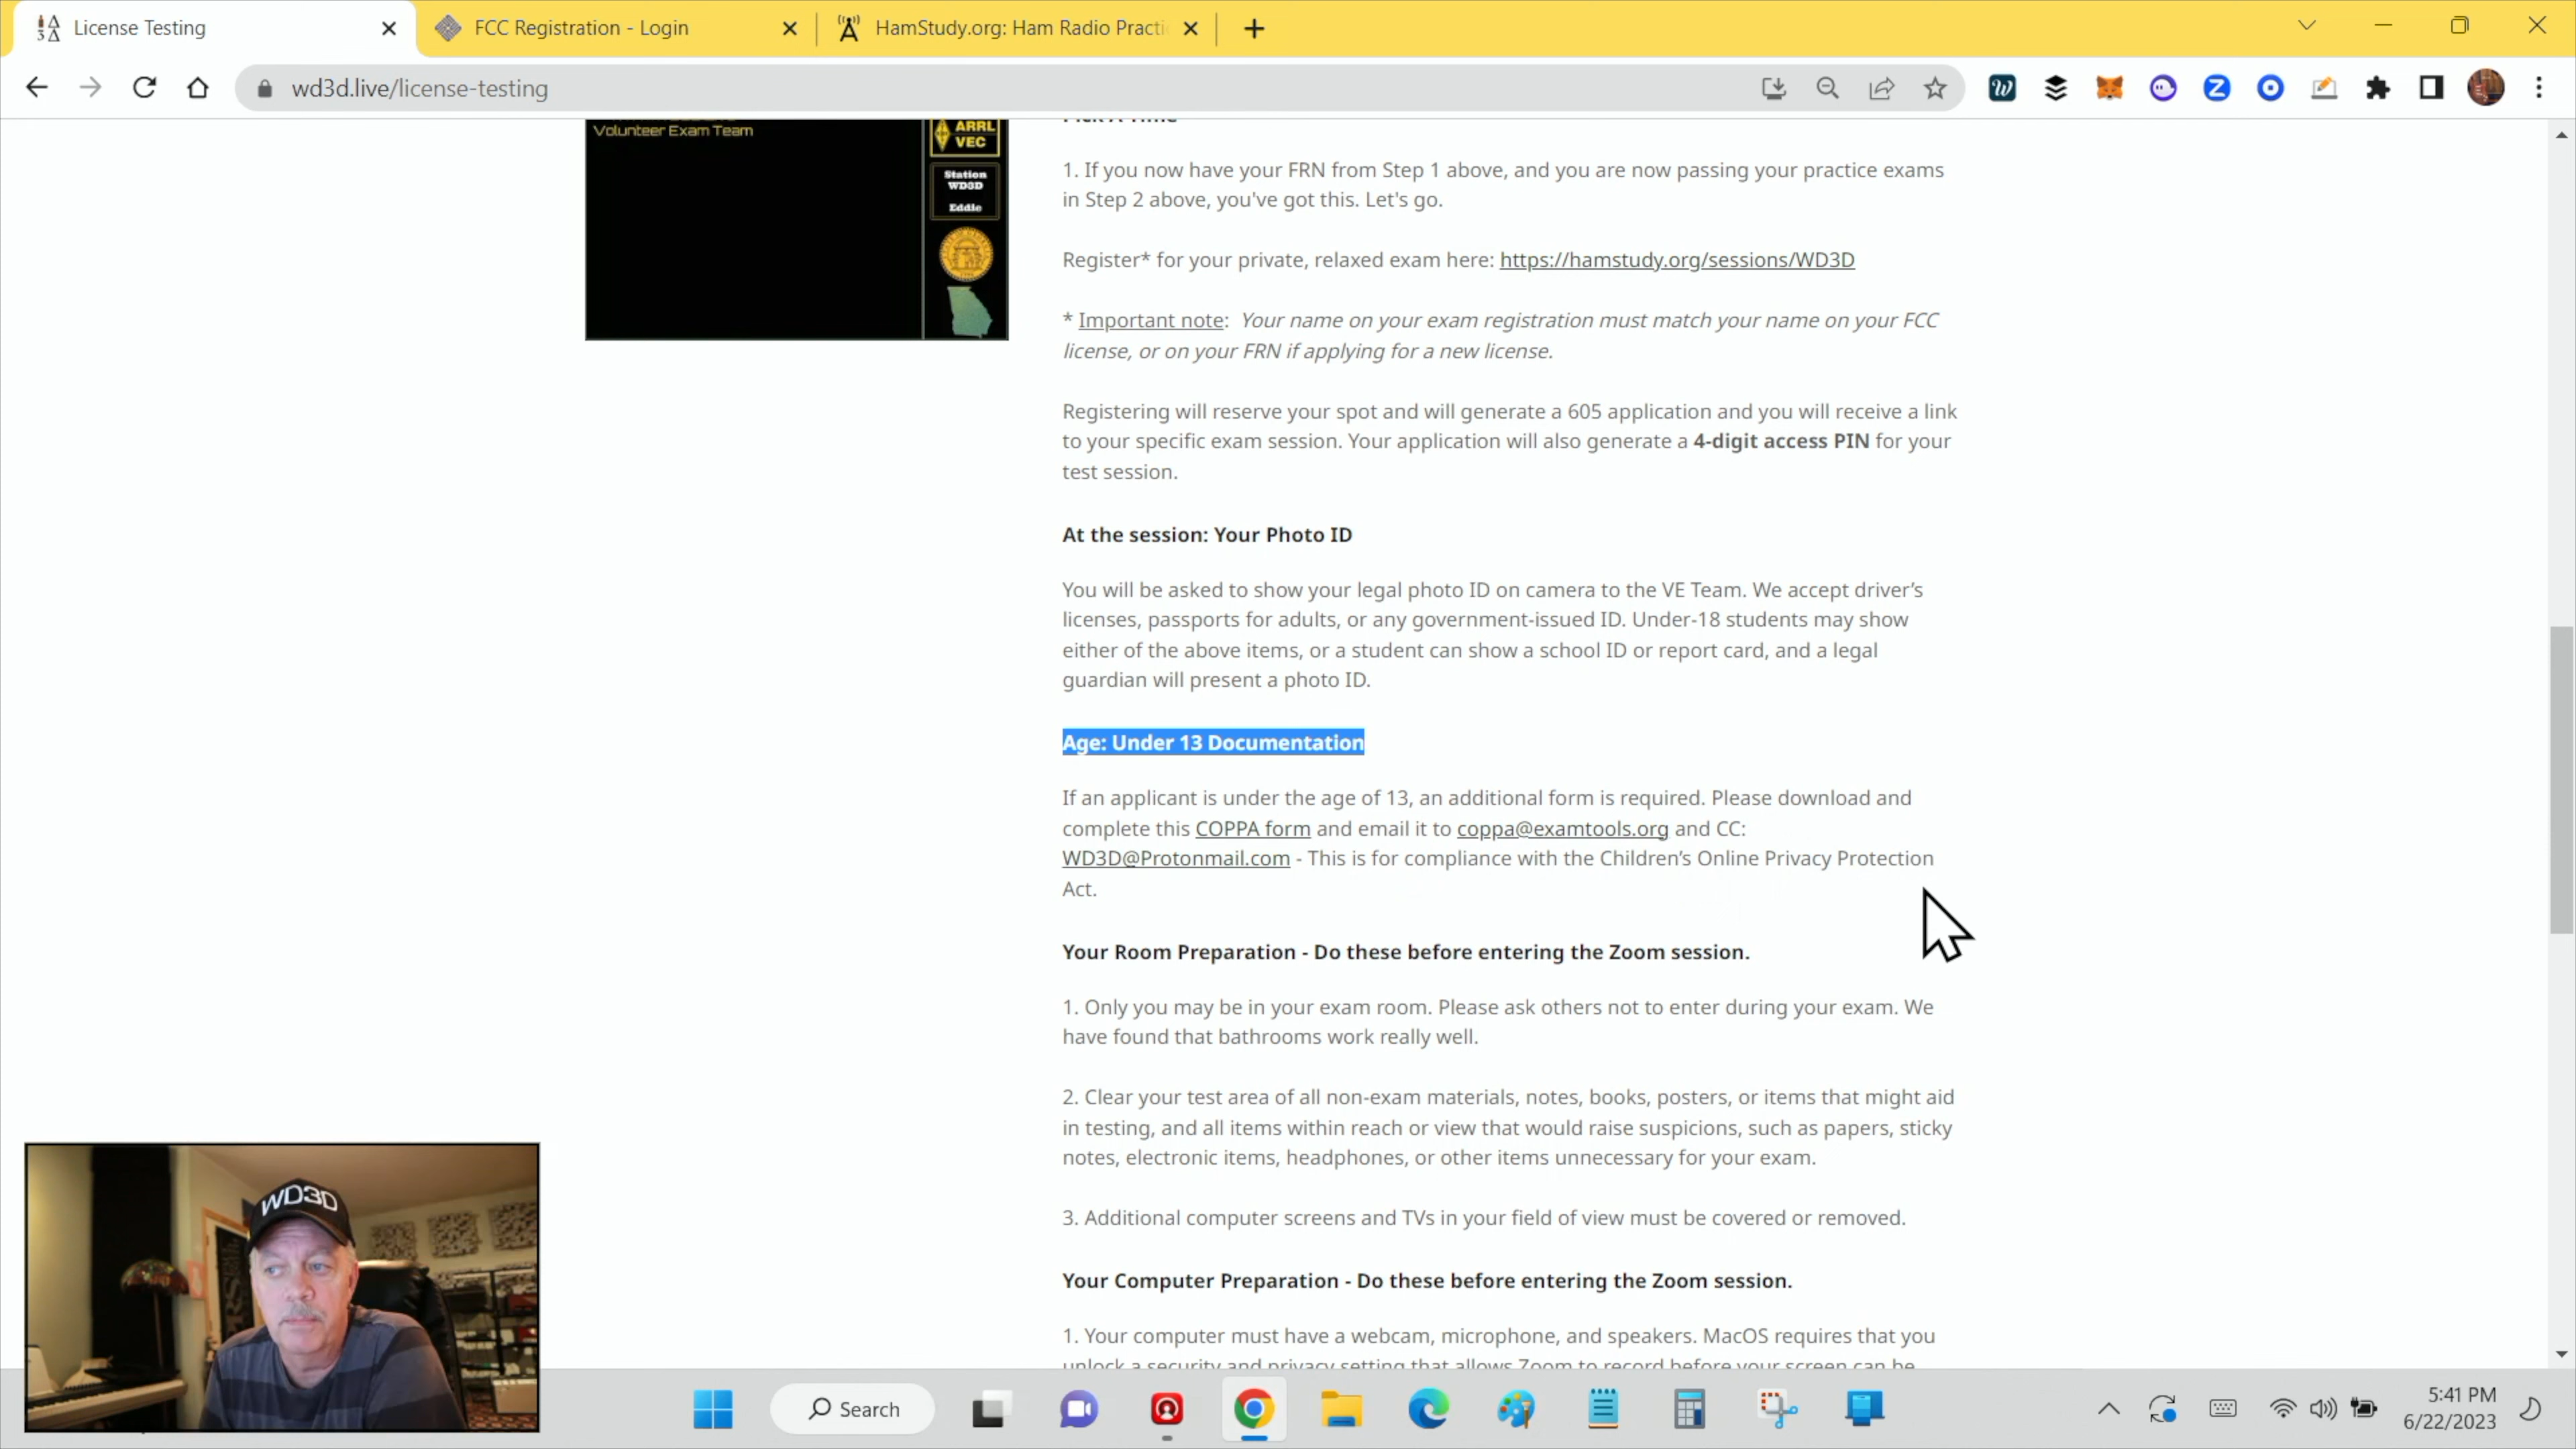 License Testing
FCC Registration - Login
HamStudy.org: Ham Radio Practi
wd3d.live/license-testing
Volunteer Exam Team
ARRL
VEC
Station
WD3D
Eddie
1. If you now have your FRN from Step 1 above, and you are now passing your practice exams
in Step 2 above, you've got this. Let's go.
Register* for your private, relaxed exam here: https://hamstudy.org/sessions/WD3D
* Important note: Your name on your exam registration must match your name on your FCC
license, or on your FRN if applying for a new license.
Registering will reserve your spot and will generate a 605 application and you will receive a link
to your specific exam session. Your application will also generate a 4-digit access PIN for your
test session.
At the session: Your Photo ID
You will be asked to show your legal photo ID on camera to the VE Team. We accept driver’s
licenses, passports for adults, or any government-issued ID. Under-18 students may show
either of the above items, or a student can show a school ID or report card, and a legal
guardian will present a photo ID.
Age: Under 13 Documentation
If an applicant is under the age of 13, an additional form is required. Please download and
complete this COPPA form and email it to coppa@examtools.org and CC:
WD3D@Protonmail.com - This is for compliance with the Children’s Online Privacy Protection
Act.
Your Room Preparation - Do these before entering the Zoom session.
1. Only you may be in your exam room. Please ask others not to enter during your exam. We
have found that bathrooms work really well.
2. Clear your test area of all non-exam materials, notes, books, posters, or items that might aid
in testing, and all items within reach or view that would raise suspicions, such as papers, sticky
notes, electronic items, headphones, or other items unnecessary for your exam.
3. Additional computer screens and TVs in your field of view must be covered or removed.
Your Computer Preparation - Do these before entering the Zoom session.
1. Your computer must have a webcam, microphone, and speakers. MacOS requires that you
unlock a security and privacy setting that allows Zoom to record before your screen can be
WD3D
Search
5:41 PM
6/22/2023